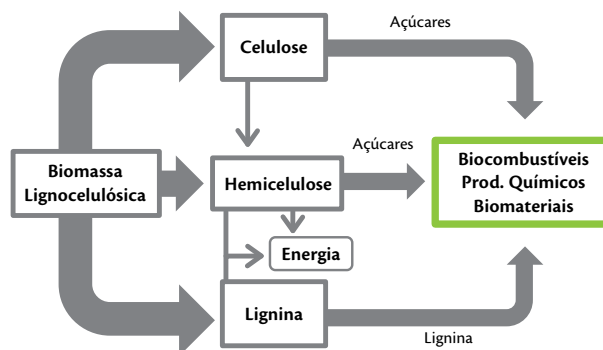 Açúcares
Celulose
Açúcares
Biomassa
Lignocelulósica
Hemicelulose
Biocombustíveis
Prod. Químicos
Biomateriais
Energia
Lignina
Lignina